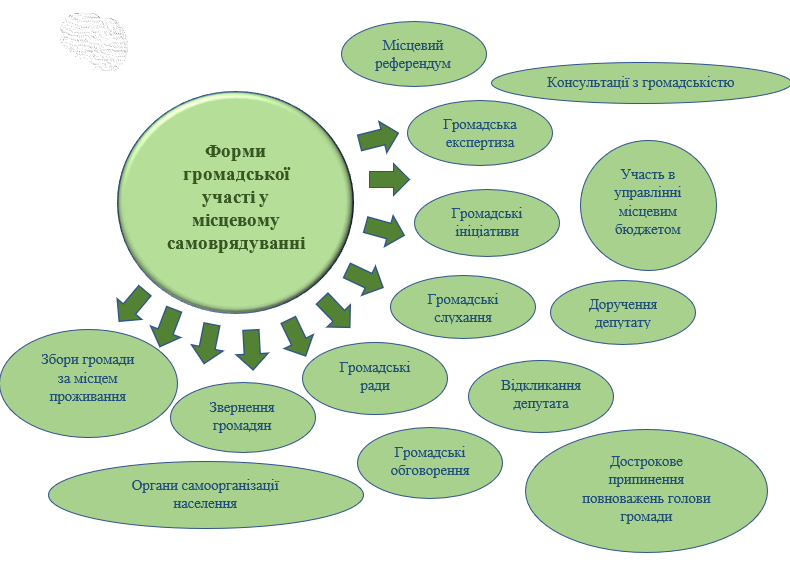 Місцевий
референдум
Консультації з громадськістю
Громадська
експертиза
Форми
громадської
участі у
місцевому
самоврядуванні
Участь в
управлінні
місцевим
бюджетом
Громадські
ініціативи
Громадські
слухання
Доручення
депутату
Збори громади
за місцем
проживання
Громадські
ради
Відкликання
депутата
Звернення
громадян
Громадські
обговорення
Дострокове
припинення
повноважень голови
громади
Органи самоорганізації
населення